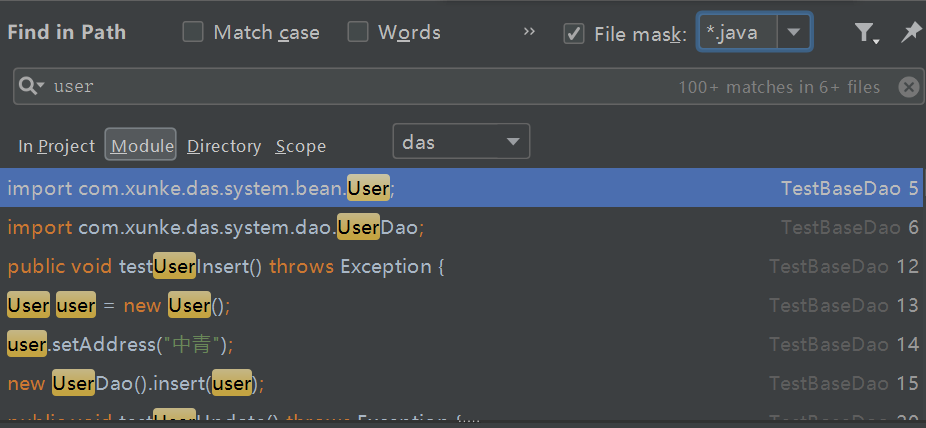 Find in Path Match case Words » File mask: *.java
user 100+ matches in 6+ files
In Project Module Directory Scope das
import com.xunke.das.system.bean.User; TestBaseDao 5
import com.xunke.das.system.dao.UserDao; TestBaseDao 6
public void testUserInsert() throws Exception { TestBaseDao 12
User user = new User(); TestBaseDao 13
user.setAddress("中青"); TestBaseDao 14
new UserDao().insert(user); TestBaseDao 15
public void testUserUpdate() throws Exception {... TestBaseDao 20